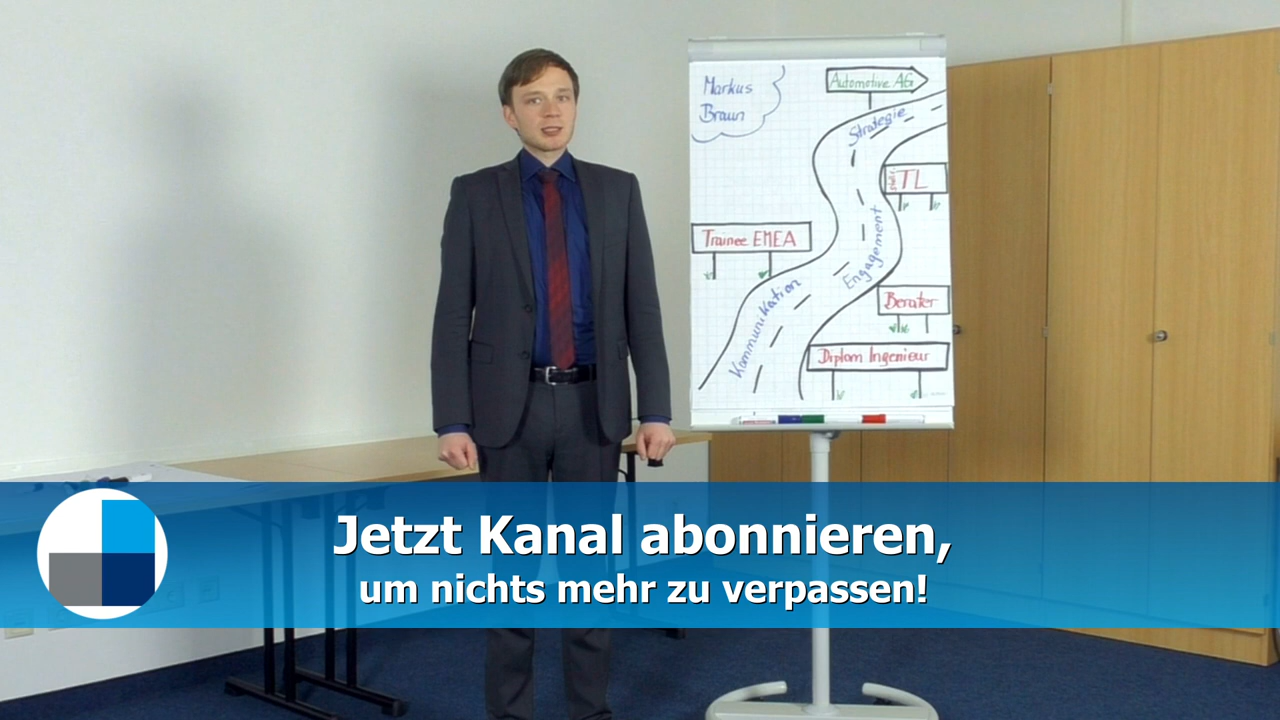 Markus
Braun
Automotive AG
Strategie
TL
Trainee EMEA
Engagement
Kommunikation
Berater
Diplom Ingenieur
Jetzt Kanal abonnieren,
um nichts mehr zu verpassen!